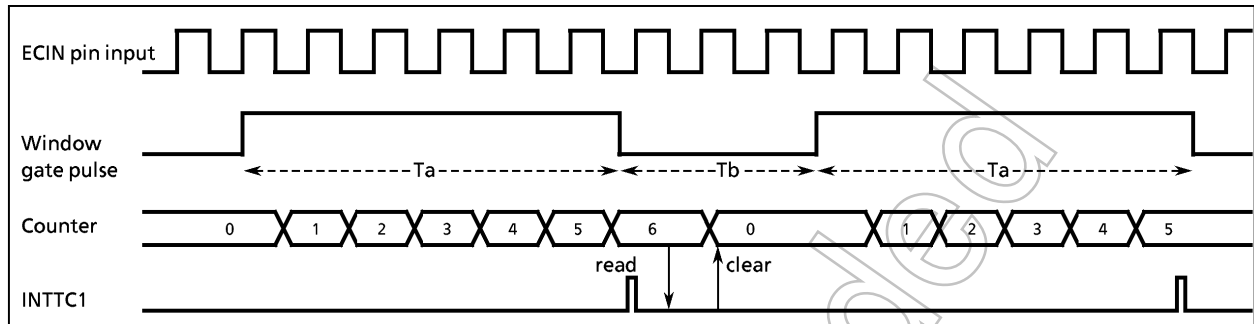 ECIN pin input
Window
gate pulse
Ta
Tb
Ta
Counter
0 1 2 3 4 5 6 0 1 2 3 4 5
read
clear
INTTC1
ded